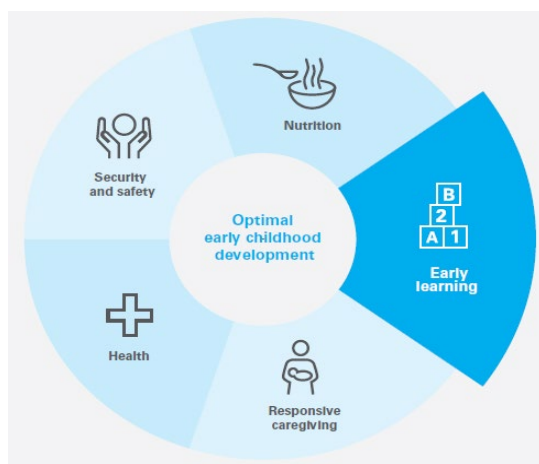 Nutrition
Security
and safety
Optimal
early childhood
development
B
2
A 1
Early
learning
Health
Responsive
caregiving